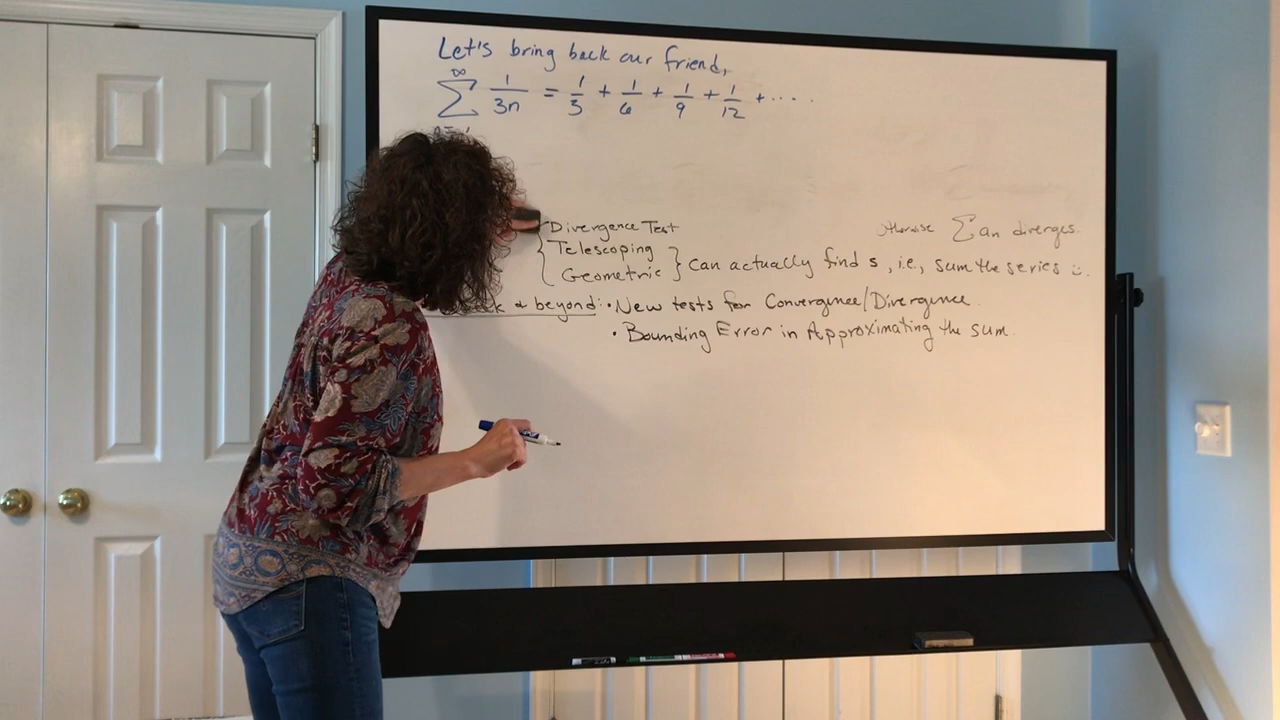 Let's bring back our friend,
∞
∑ 1/3n = 1/3 + 1/6 + 1/9 + 1/12 + ....
Divergence Test
otherwise ∑ an diverges.
Telescoping
Geometric } Can actually find s, i.e., sum the series
& beyond: • New tests for Convergence/Divergence.
• Bounding Error in Approximating the sum.